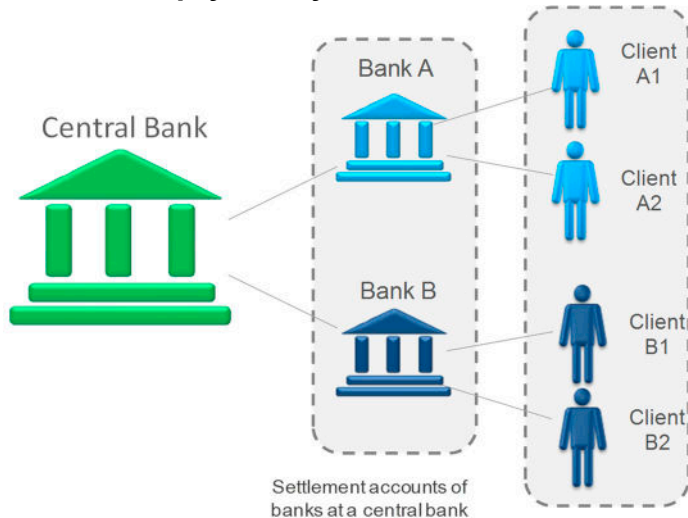 Central Bank
Bank A
Bank B
Client
A1
Client
A2
Client
B1
Client
B2
Settlement accounts of
banks at a central bank